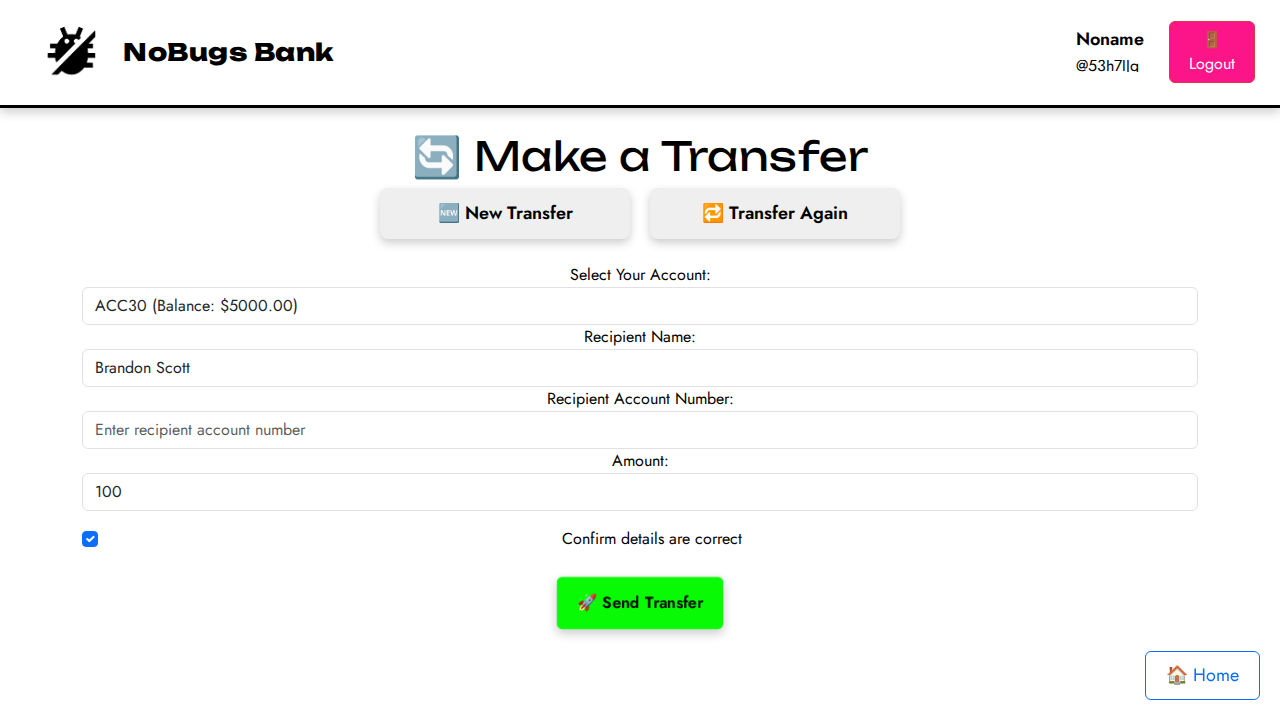 NoBugs Bank
Noname
Logout
🔄 Make a Transfer
🆕 New Transfer
🔁 Transfer Again
Select Your Account:
ACC30 (Balance: $5000.00)
Recipient Name:
Brandon Scott
Recipient Account Number:
Enter recipient account number
Amount:
100
Confirm details are correct
🚀 Send Transfer
🏠 Home